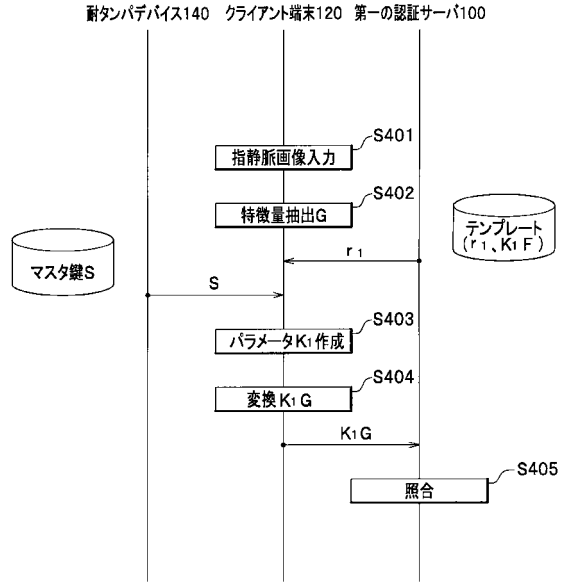 耐タンパデバイス140 クライアント端末120 第一の認証サーバ100
S401
指静脈画像入力
S402
特徴量抽出G
テンプレート
(r1、K1F)
r1
マスタ鍵S
S
S403
パラメータK1作成
S404
変換K1G
K1G
S405
照合